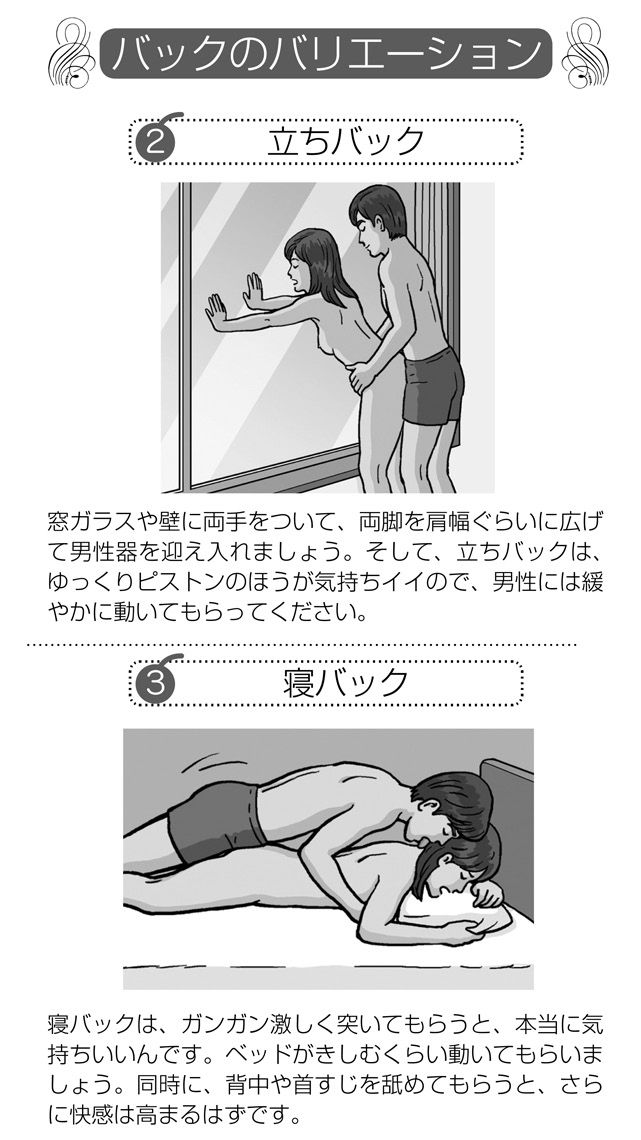 バックのバリエーション
2 立ちバック
窓ガラスや壁に両手をついて、両脚を肩幅ぐらいに広げ
て男性器を迎え入れましょう。そして、立ちバックは、
ゆっくりピストンのほうが気持ちイイので、男性には緩
やかに動いてもらってください。
3 寝バック
寝バックは、ガンガン激しく突いてもらうと、本当に気
持ちいいんです。ベッドがきしむくらい動いてもらいま
しょう。同時に、背中や首すじを舐めてもらうと、さら
に快感は高まるはずです。